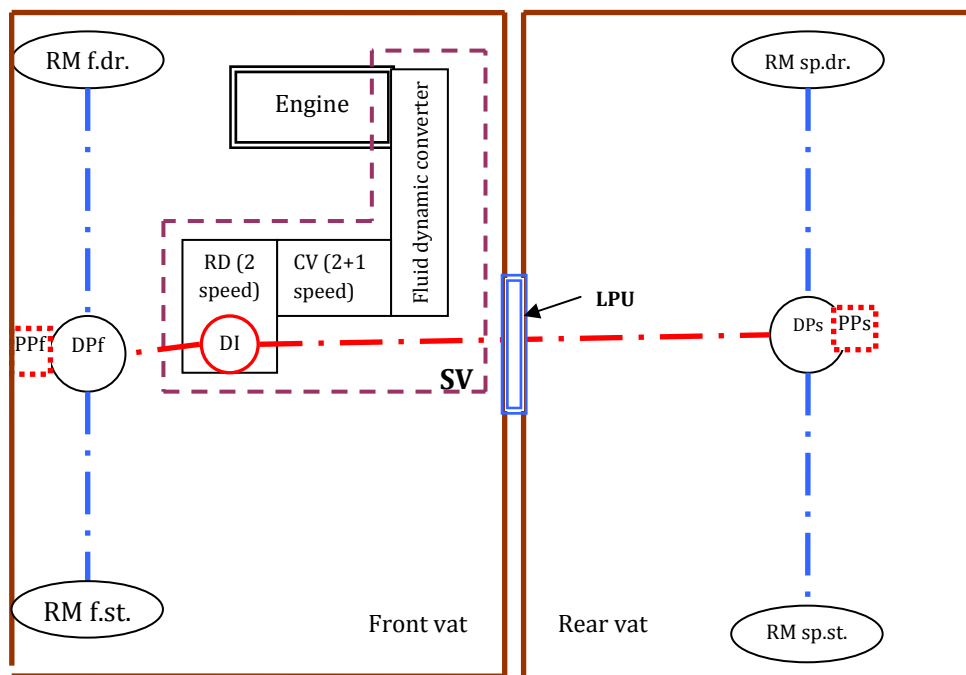 RM f.dr.
RM sp.dr.
Engine
Fluid dynamic converter
RD (2
speed)
CV (2+1
speed)
LPU
PPf
DPf
DI
DPs
PPs
SV
RM f.st.
Front vat
Rear vat
RM sp.st.